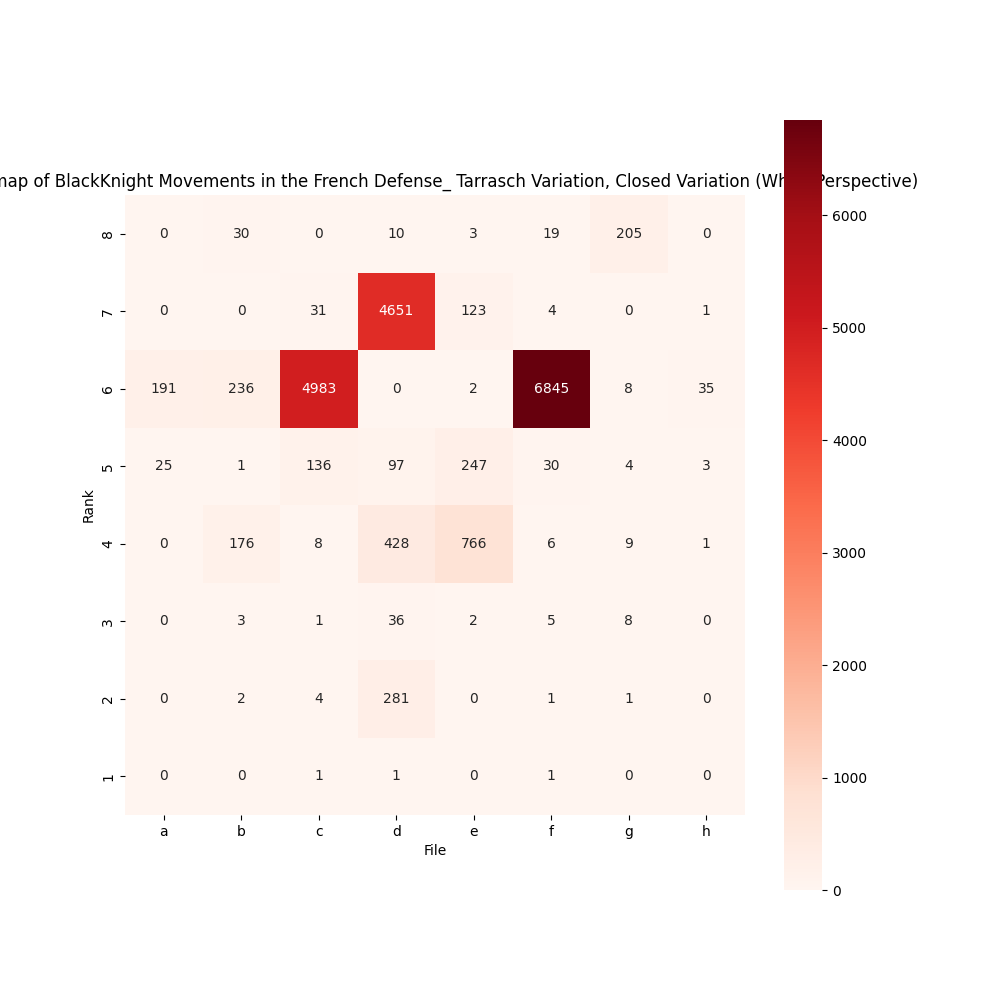 map of BlackKnight Movements in the French Defense_ Tarrasch Variation, Closed Variation (Wh Perspective)
8 0 30 0 10 3 19 205 0
7 0 0 31 4651 123 4 0 1
6 191 236 4983 0 2 6845 8 35
5 25 1 136 97 247 30 4 3
Rank
4 0 176 8 428 766 6 9 1
3 0 3 1 36 2 5 8 0
2 0 2 4 281 0 1 1 0
1 0 0 1 1 0 1 0 0
a b c d e f g h
File
6000
5000
4000
3000
2000
1000
0